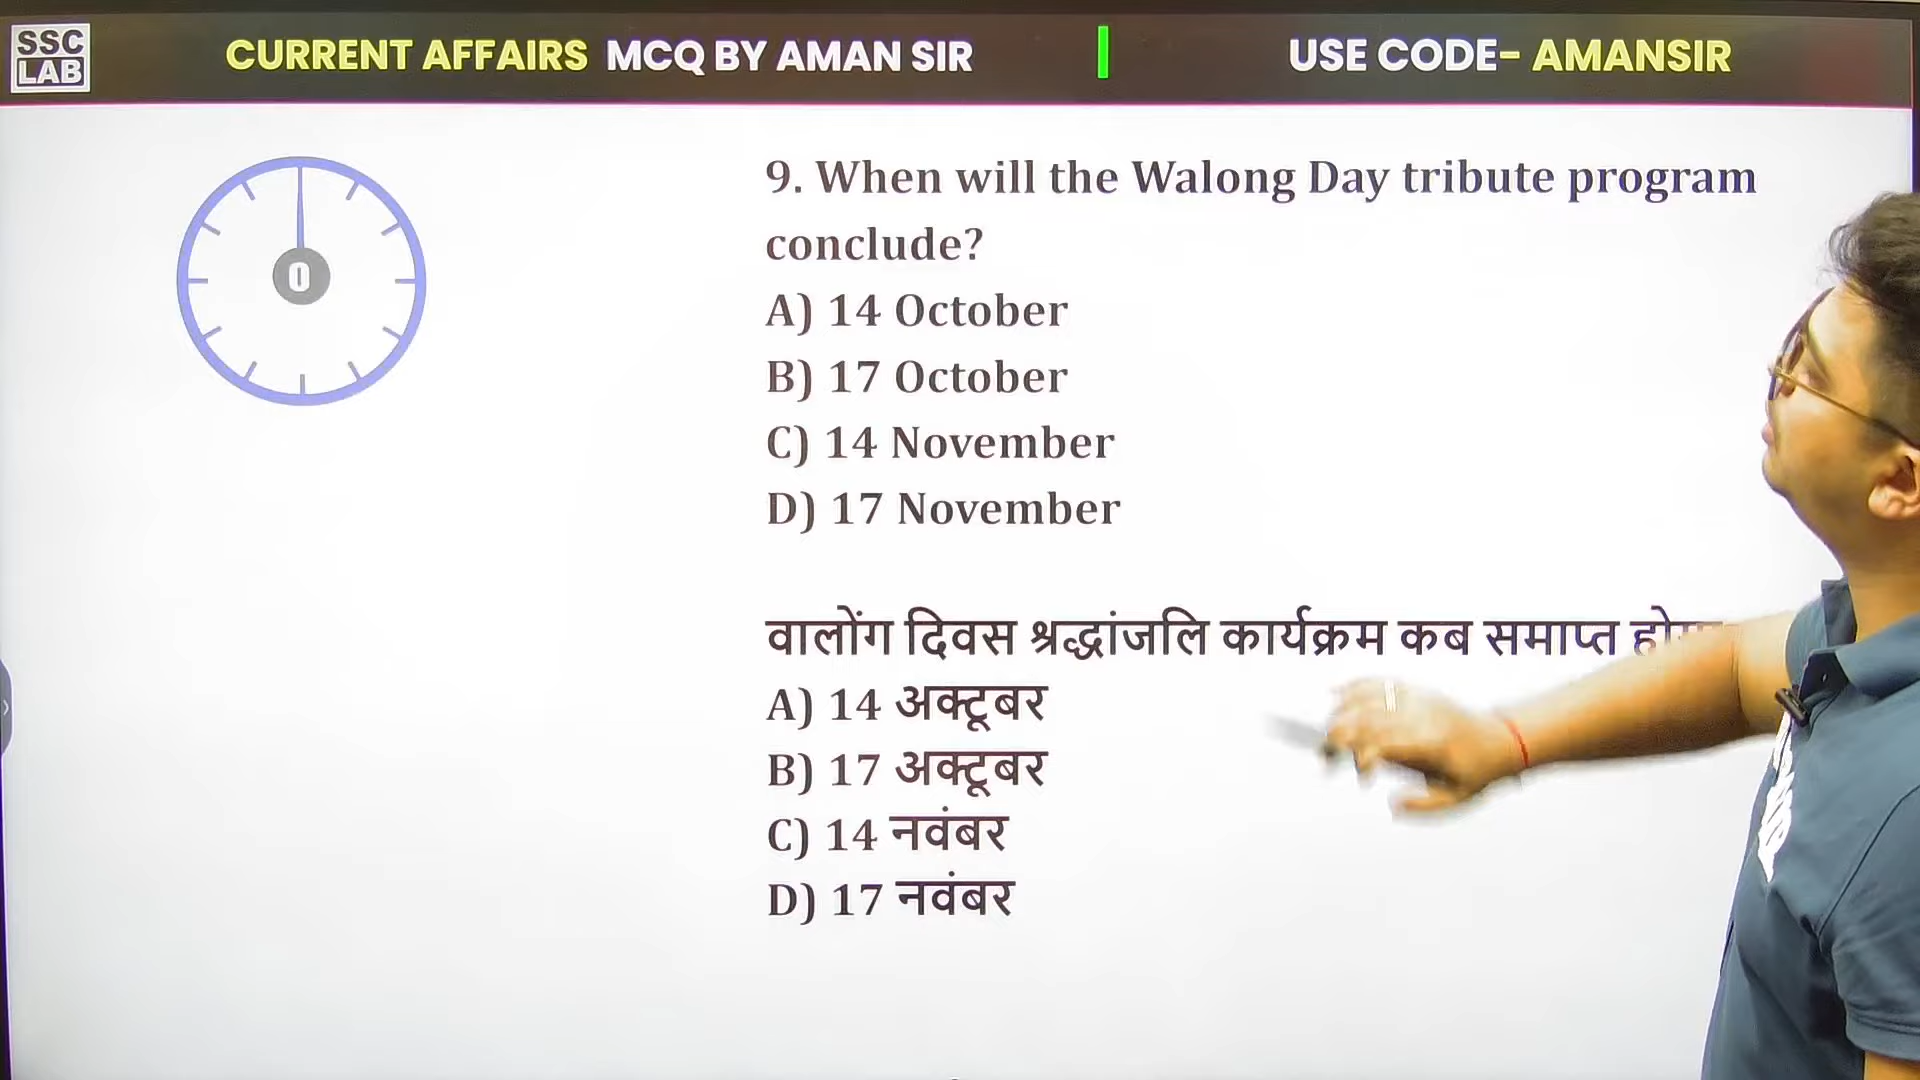 SSC
LAB
CURRENT AFFAIRS MCQ BY AMAN SIR
USE CODE- AMANSIR
0
9. When will the Walong Day tribute program
conclude?
A) 14 October
B) 17 October
C) 14 November
D) 17 November
वालोंग दिवस श्रद्धांजलि कार्यक्रम कब समाप्त
A) 14 अक्टूबर
B) 17 अक्टूबर
C) 14 नवंबर
D) 17 नवंबर